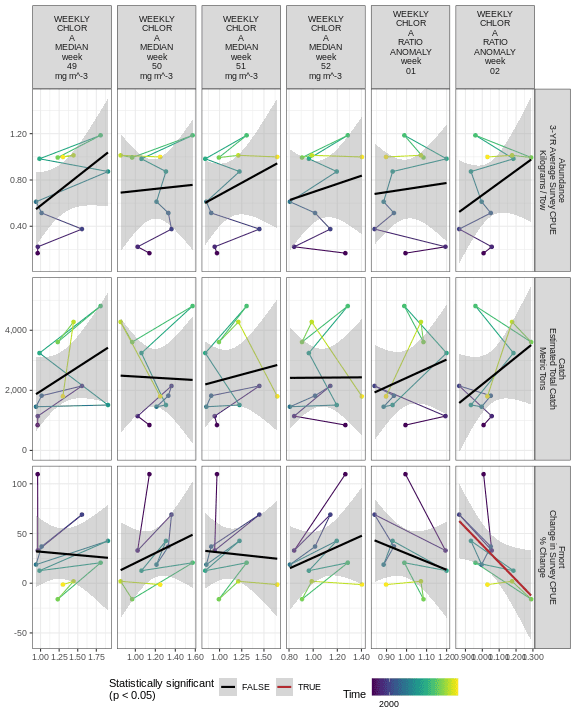 WEEKLY
CHLOR
A
MEDIAN
week
49
mg m^-3
WEEKLY
CHLOR
A
MEDIAN
week
50
mg m^-3
WEEKLY
CHLOR
A
MEDIAN
week
51
mg m^-3
WEEKLY
CHLOR
A
MEDIAN
week
52
mg m^-3
WEEKLY
CHLOR
A
RATIO
ANOMALY
week
01
WEEKLY
CHLOR
A
RATIO
ANOMALY
week
02
1.20
0.80
0.40
Abundance
3-YR Average Survey CPUE
Kilograms / Tow
4,000
2,000
0
Catch
Estimated Total Catch
Metric Tons
100
50
0
-50
Fmort
Change in Survey CPUE
% Change
1.00 1.25 1.50 1.75
1.00 1.20 1.40 1.60
1.00 1.25 1.50
0.80 1.00 1.20 1.40
0.90 1.00 1.10 1.20
0.900 1.000 1.100 1.200 1.300
Statistically significant
(p < 0.05)
FALSE
TRUE
Time
2000